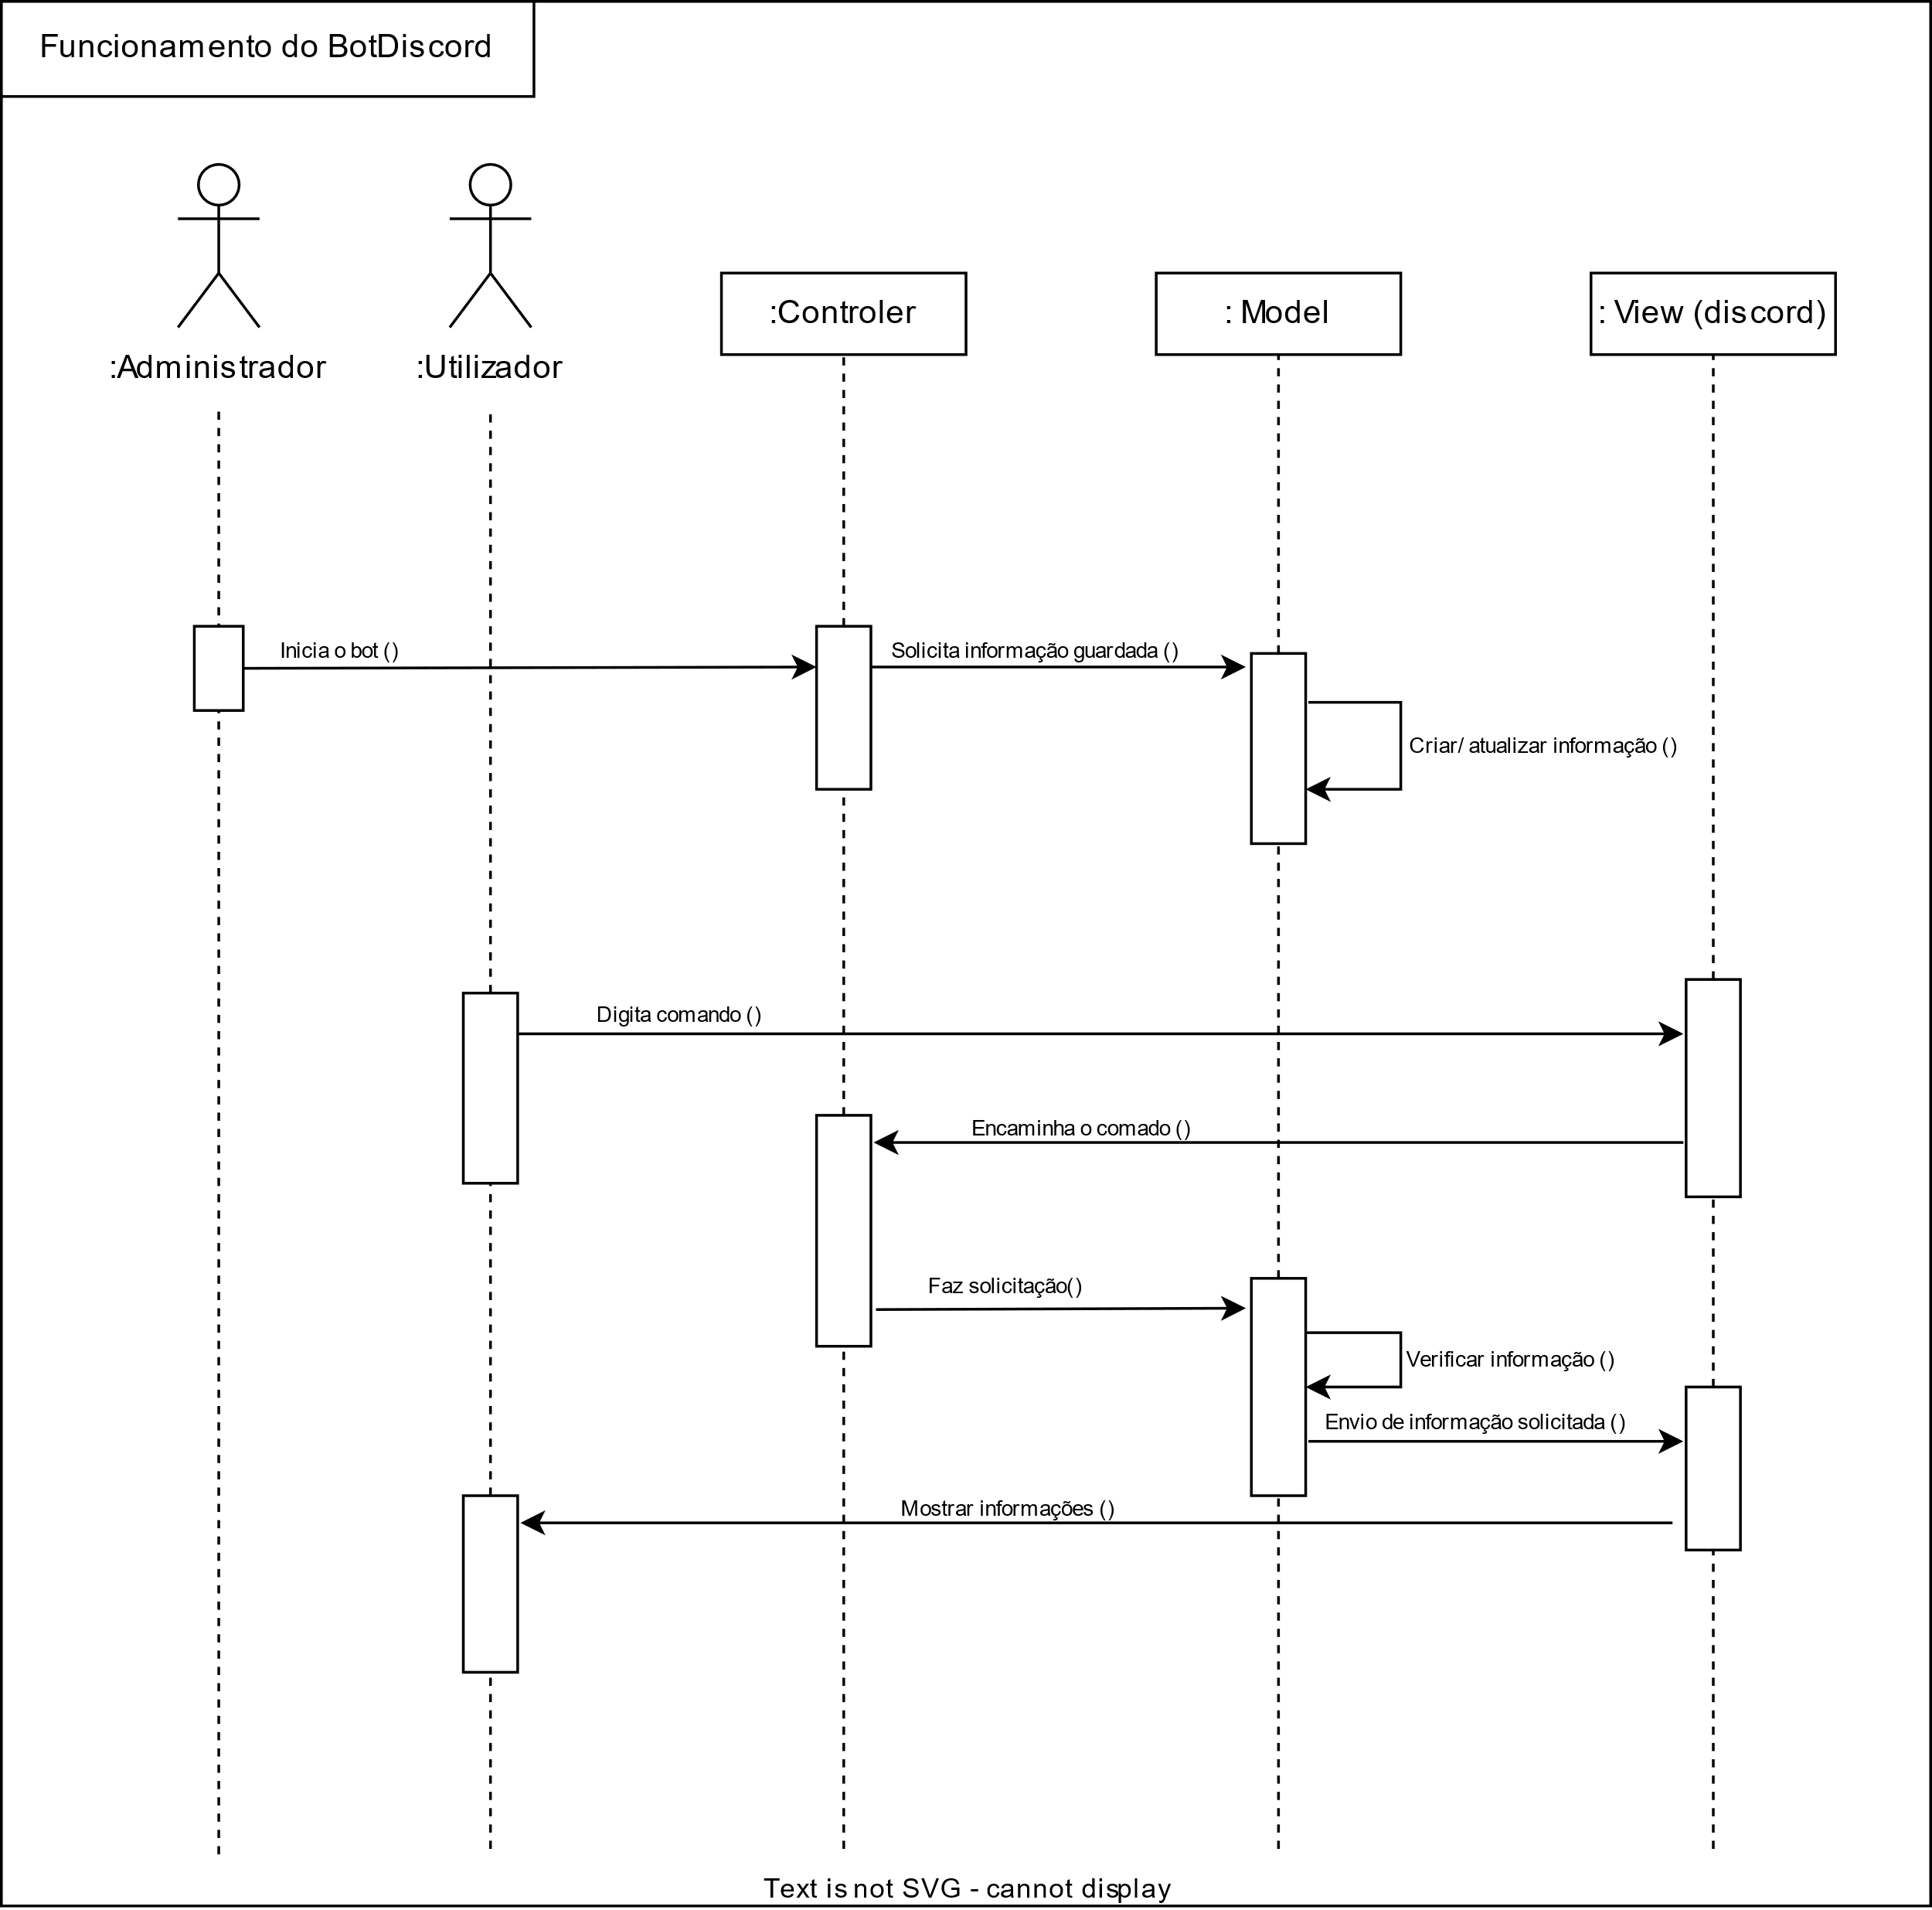 Funcionamento do BotDiscord
:Administrador
:Utilizador
:Controler
: Model
: View (discord)
Inicia o bot ()
Solicita informação guardada ()
Criar/ atualizar informação ()
Digita comando ()
Encaminha o comado ()
Faz solicitação()
Verificar informação ()
Envio de informação solicitada ()
Mostrar informações ()
Text is not SVG - cannot display